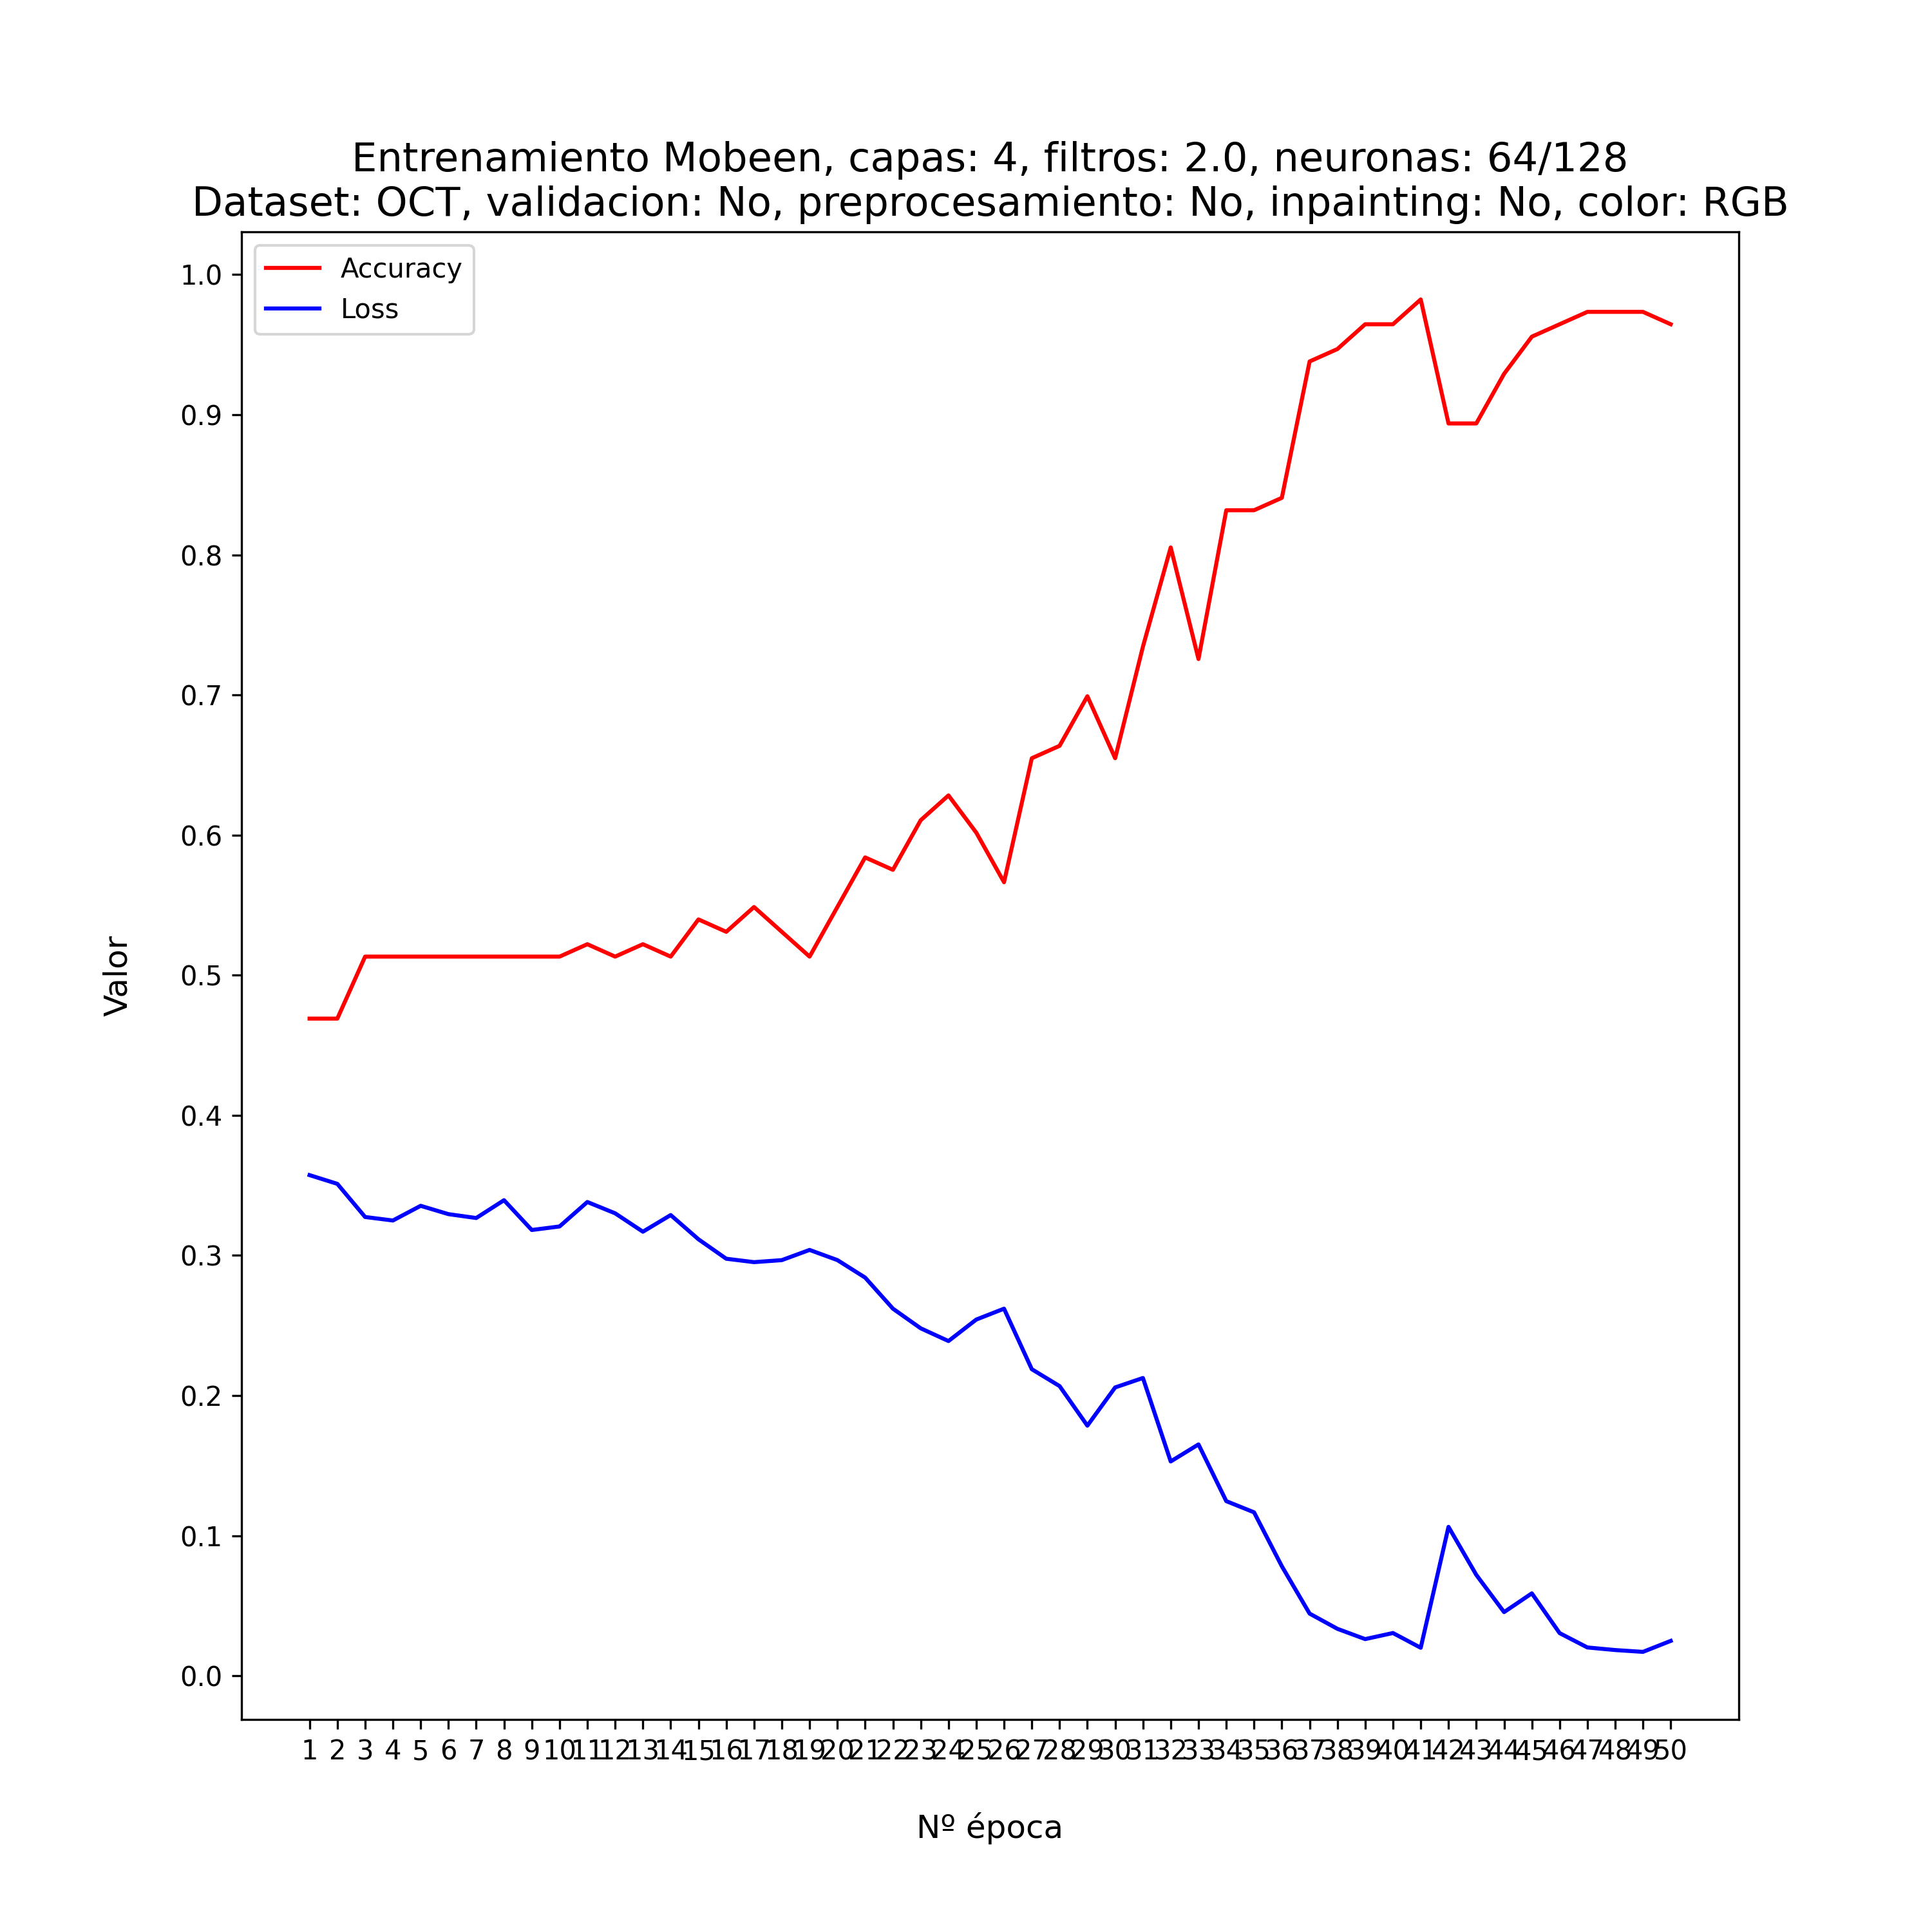 Entrenamiento Mobeen, capas: 4, filtros: 2.0, neuronas: 64/128
Dataset: OCT, validacion: No, preprocesamiento: No, inpainting: No, color: RGB
Accuracy
Loss
1.0
0.9
0.8
0.7
0.6
0.5
0.4
0.3
0.2
0.1
0.0
Valor
1 2 3 4 5 6 7 8 9 10 11 12 13 14 15 16 17 18 19 20 21 22 23 24 25 26 27 28 29 30 31 32 33 34 35 36 37 38 39 40 41 42 43 44 45 46 47 48 49 50
Nº época